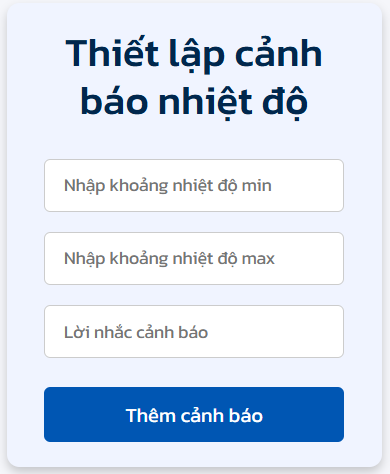 Thiết lập cảnh
báo nhiệt độ
Nhập khoảng nhiệt độ min
Nhập khoảng nhiệt độ max
Lời nhắc cảnh báo
Thêm cảnh báo